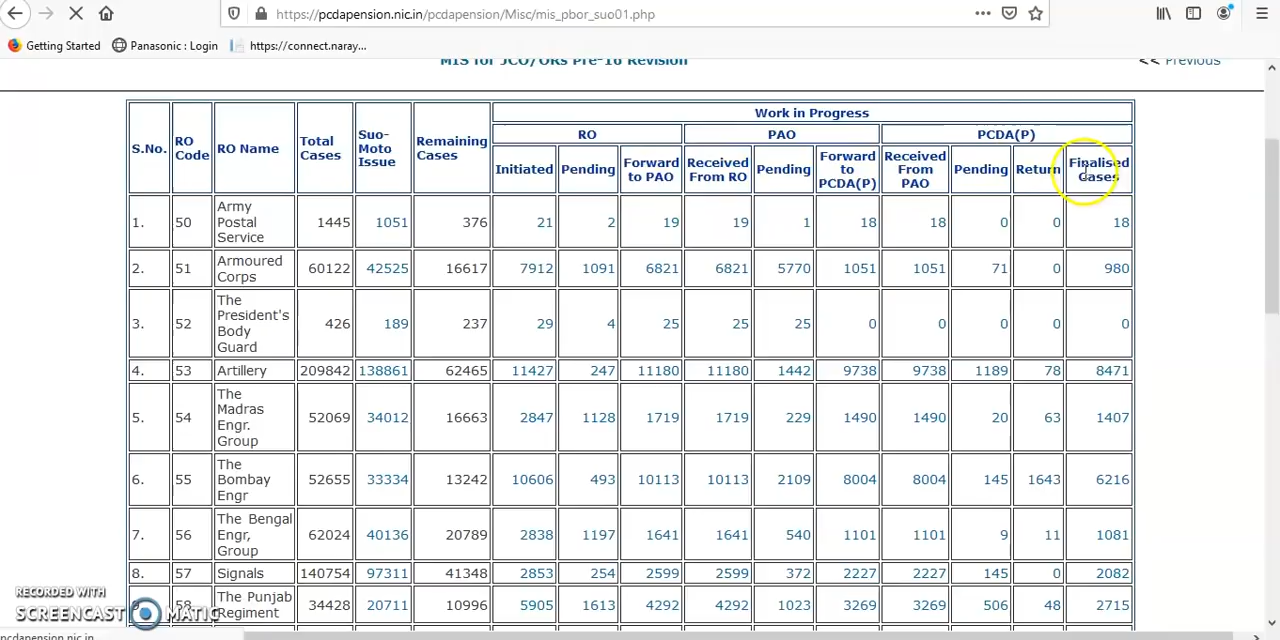 https://pcdapension.nic.in/pcdapension/Misc/mis_pbor_suo01.php
Getting Started Panasonic : Login https://connect.naray...
MIS for JCO/ORs Pre-16 Revision << Previous
S.No. RO Code RO Name Total Cases Suo-Moto Issue Remaining Cases Work in Progress
RO PAO PCDA(P)
Initiated Pending Forward to PAO Received From RO Pending Forward to PCDA(P) Received From PAO Pending Return Finalised Cases
1. 50 Army Postal Service 1445 1051 376 21 2 19 19 1 18 18 0 0 18
2. 51 Armoured Corps 60122 42525 16617 7912 1091 6821 6821 5770 1051 1051 71 0 980
3. 52 The President's Body Guard 426 189 237 29 4 25 25 25 0 0 0 0 0
4. 53 Artillery 209842 138861 62465 11427 247 11180 11180 1442 9738 9738 1189 78 8471
5. 54 The Madras Engr. Group 52069 34012 16663 2847 1128 1719 1719 229 1490 1490 20 63 1407
6. 55 The Bombay Engr 52655 33334 13242 10606 493 10113 10113 2109 8004 8004 145 1643 6216
7. 56 The Bengal Engr, Group 62024 40136 20789 2838 1197 1641 1641 540 1101 1101 9 11 1081
8. 57 Signals 140754 97311 41348 2853 254 2599 2599 372 2227 2227 145 0 2082
9. 58 The Punjab Regiment 34428 20711 10996 5905 1613 4292 4292 1023 3269 3269 506 48 2715
RECORDED WITH
SCREENCAST MATIC
pcdapension.nic.in